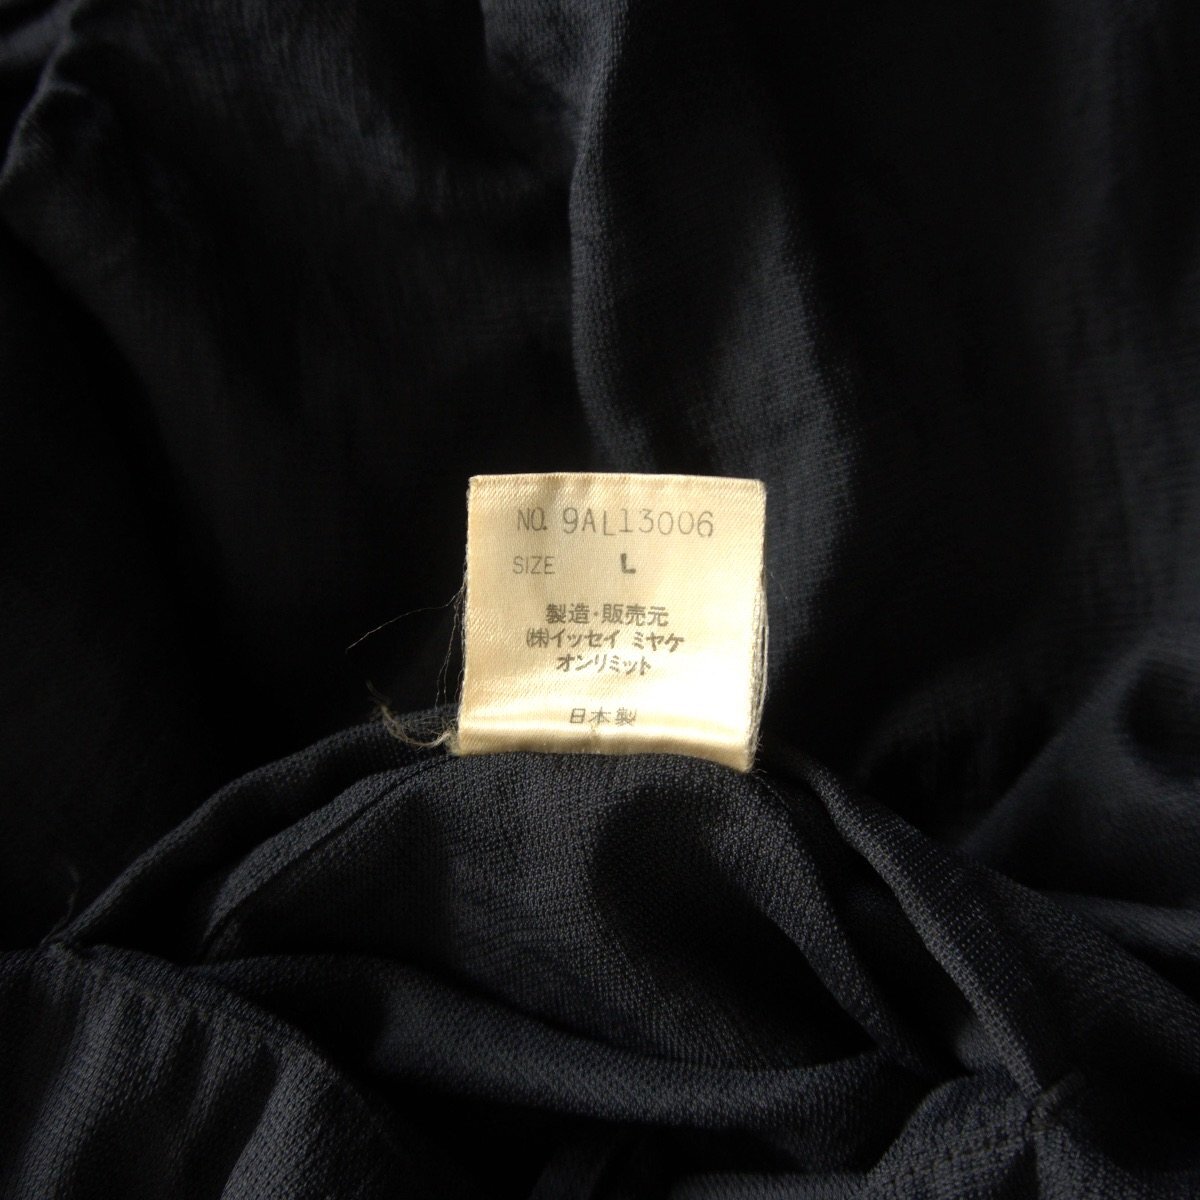 NO. 9AL13006
SIZE L
製造・販売元
㈱イッセイ ミヤケ
オンリミット
日本製